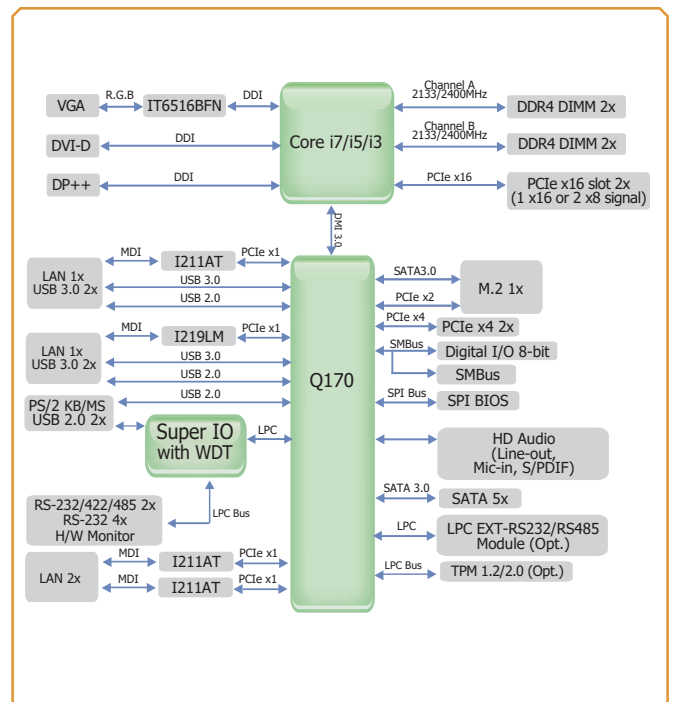 VGA
R.G.B
IT6516BFN
DDI
DVI-D
DDI
DP++
DDI
Core i7/i5/i3
Channel A
2133/2400MHz
DDR4 DIMM 2x
Channel B
2133/2400MHz
DDR4 DIMM 2x
PCIe x16
PCIe x16 slot 2x
(1 x16 or 2 x8 signal)
DMI 3.0
LAN 1x
USB 3.0 2x
MDI
I211AT
PCIe x1
USB 3.0
USB 2.0
LAN 1x
USB 3.0 2x
MDI
I219LM
PCIe x1
USB 3.0
USB 2.0
PS/2 KB/MS
USB 2.0 2x
USB 2.0
Super IO
with WDT
LPC
RS-232/422/485 2x
RS-232 4x
H/W Monitor
LPC Bus
LAN 2x
MDI
I211AT
PCIe x1
MDI
I211AT
PCIe x1
Q170
SATA3.0
PCIe x2
M.2 1x
PCIe x4
PCIe x4 2x
SMBus
Digital I/O 8-bit
SMBus
SPI Bus
SPI BIOS
HD Audio
(Line-out,
Mic-in, S/PDIF)
SATA 3.0
SATA 5x
LPC
LPC EXT-RS232/RS485
Module (Opt.)
LPC Bus
TPM 1.2/2.0 (Opt.)